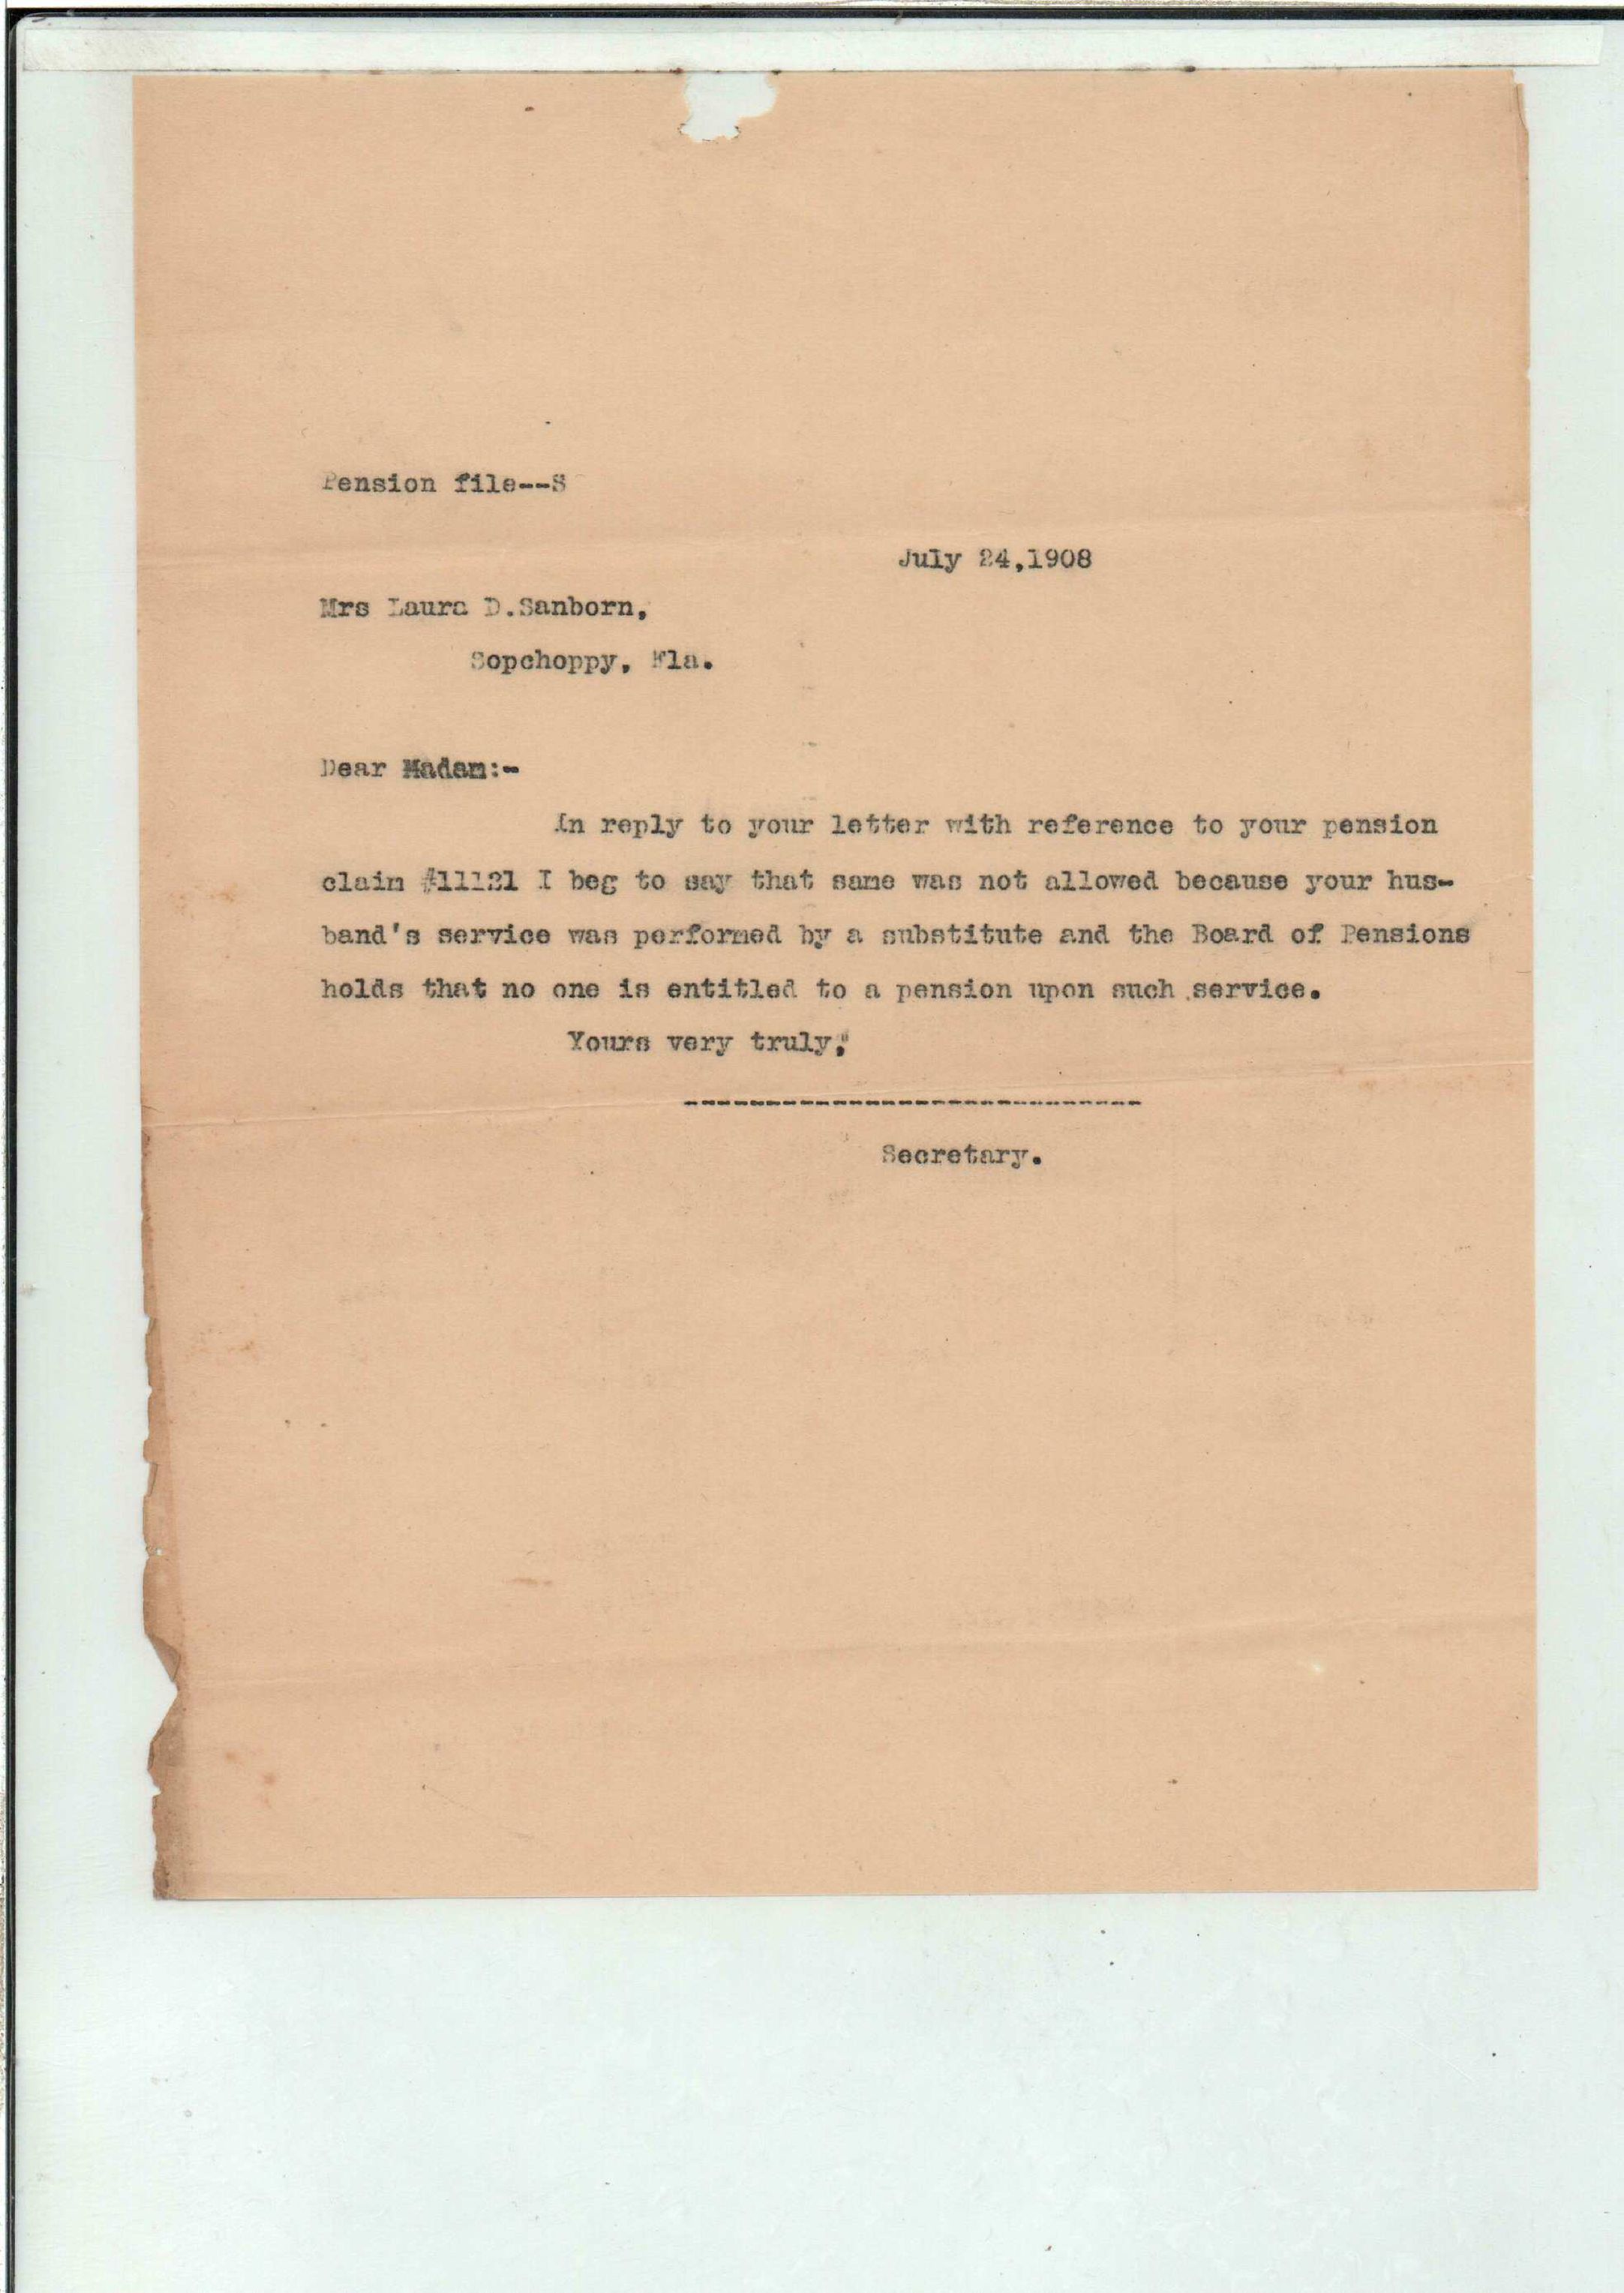 Pension file--S
July 24,1908
Mrs Laura D.Sanborn,
Sopchoppy, Fla.
Dear Madam:-
In reply to your letter with reference to your pension
claim #11121 I beg to say that same was not allowed because your hus-
band's service was performed by a substitute and the Board of Pensions
holds that no one is entitled to a pension upon such service.
Yours very truly,"
----------------------------
Secretary.